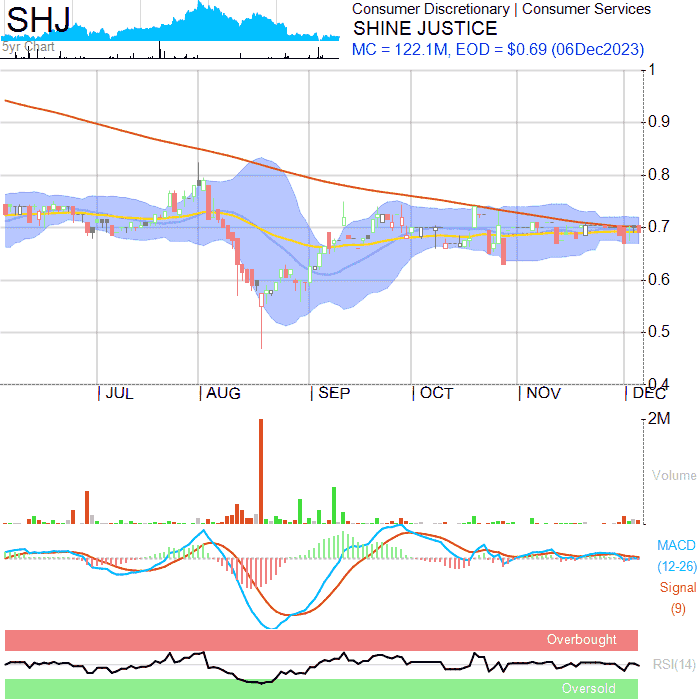 SHJ
5yr Chart
Consumer Discretionary | Consumer Services
SHINE JUSTICE
MC = 122.1M, EOD = $0.69 (06Dec2023)
1
0.9
0.8
0.7
0.6
0.5
0.4
JUL
AUG
SEP
OCT
NOV
DEC
2M
Volume
MACD
(12-26)
Signal
(9)
Overbought
RSI(14)
Oversold